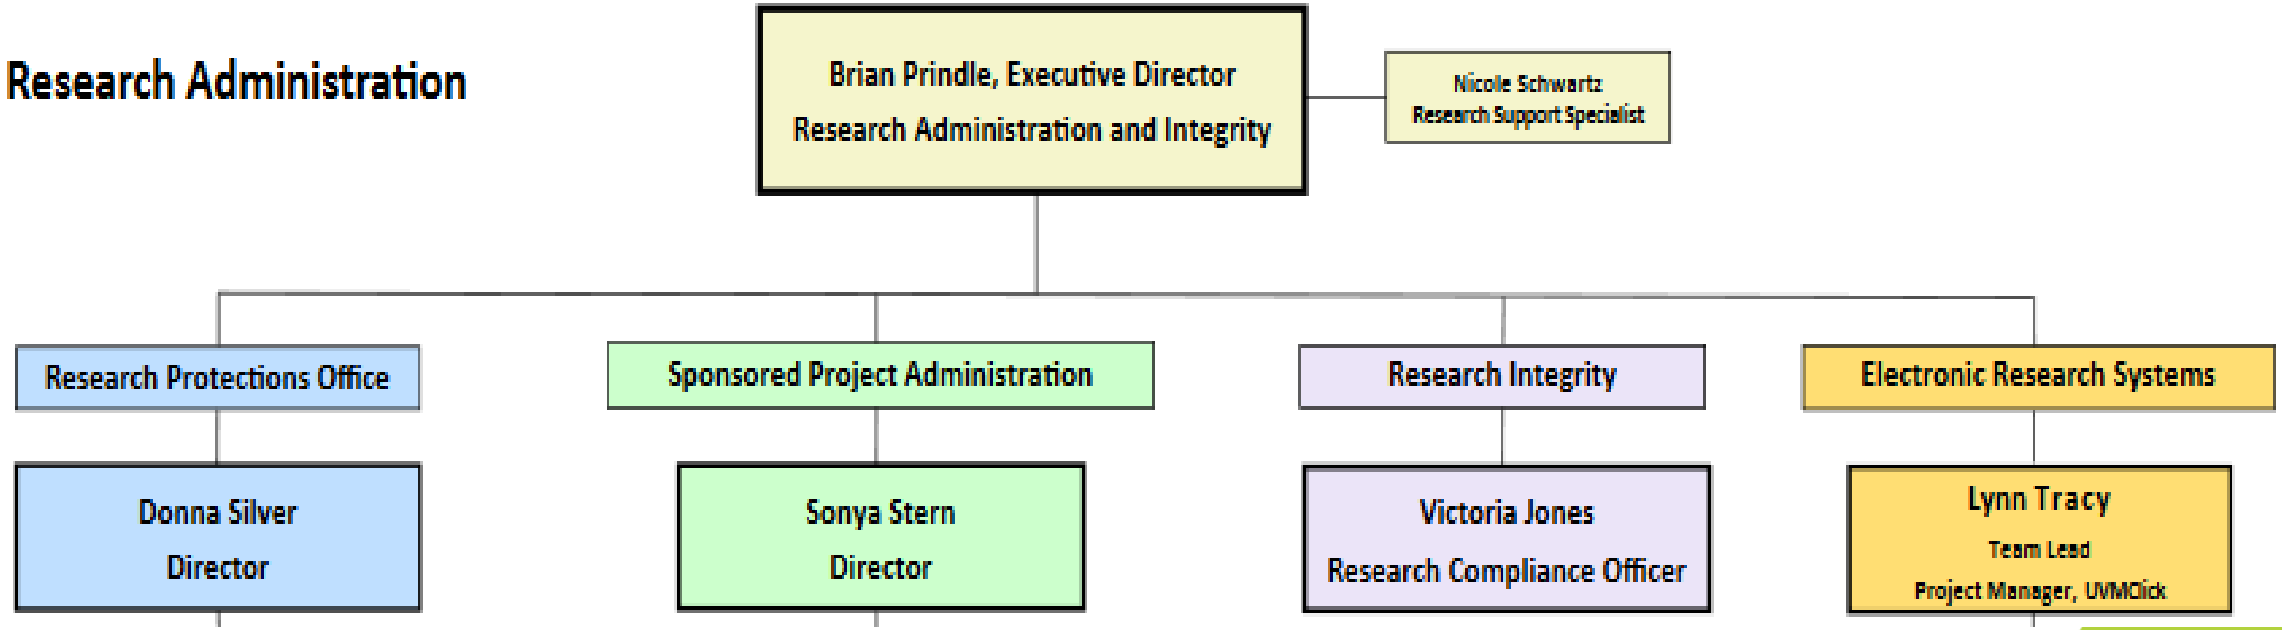 Research Administration
Brian Prindle, Executive Director
Research Administration and Integrity
Nicole Schwartz
Research Support Specialist
Research Protections Office
Sponsored Project Administration
Research Integrity
Electronic Research Systems
Donna Silver
Director
Sonya Stern
Director
Victoria Jones
Research Compliance Officer
Lynn Tracy
Team Lead
Project Manager, UVMClick